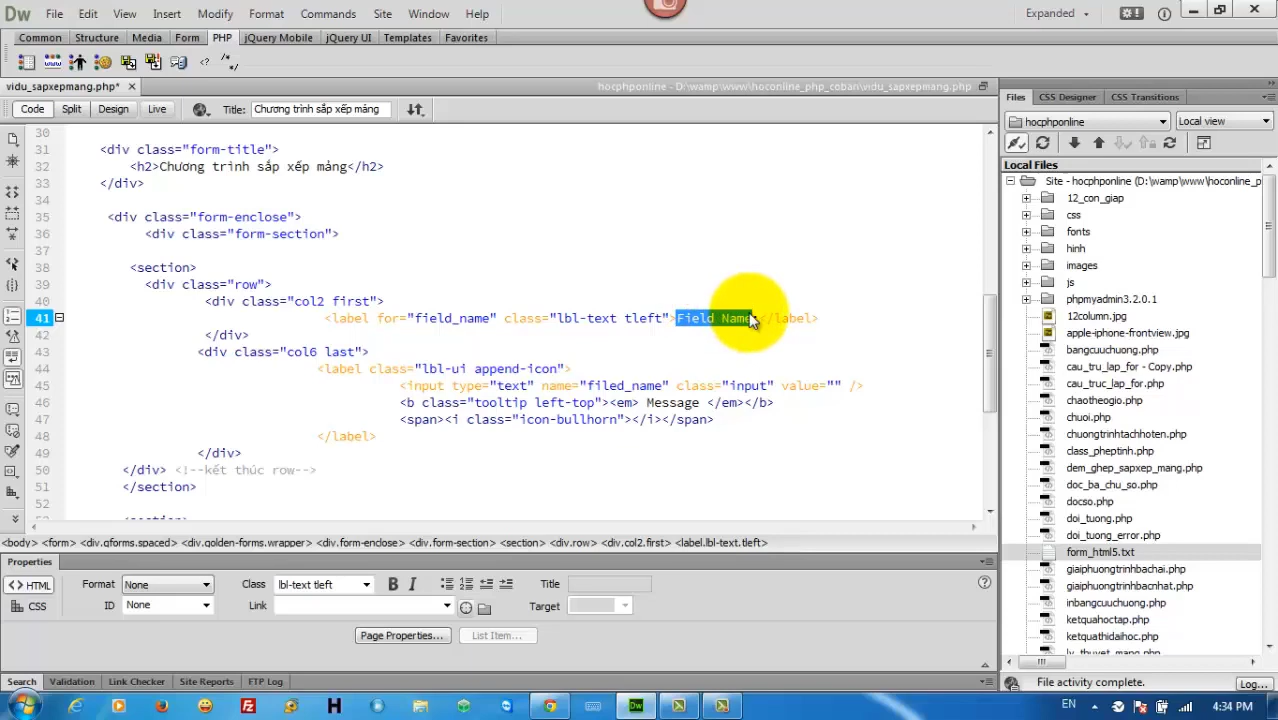 Dw File Edit View Insert Modify Format Commands Site Window Help Expanded
Common Structure Media Form PHP jQuery Mobile jQuery UI Templates Favorites
vidu_sapxepmang.php* hocphponline - D:\wamp\www\hoconline_php_coban\vidu_sapxepmang.php
Code Split Design Live Title: Chương trình sắp xếp mảng
30
31 <div class="form-title">
32 <h2>Chương trình sắp xếp mảng</h2>
33 </div>
34
35 <div class="form-enclose">
36 <div class="form-section">
37
38 <section>
39 <div class="row">
40 <div class="col2 first">
41 <label for="field_name" class="lbl-text tleft">Field Name</label>
42 </div>
43 <div class="col6 last">
44 <label class="lbl-ui append-icon">
45 <input type="text" name="filed_name" class="input" value="" />
46 <b class="tooltip left-top"><em> Message </em></b>
47 <span><i class="icon-bullhorn"></i></span>
48 </label>
49 </div>
50 </div> <!--kết thúc row-->
51 </section>
52
<section>
<body> <form> <div.gforms.space> <div.golden-forms.wrapper> <div.form-enclose> <div.form-section> <section> <div.row> <div.col2.first> <label.lbl-text.tleft>
Properties
<> HTML Format None Class lbl-text tleft B I Title
CSS ID None Link Target
Page Properties... List Item...
Search Validation Link Checker Site Reports FTP Log
Files CSS Designer CSS Transitions
hocphponline Local view
Local Files
Site - hocphponline (D:\wamp\www\hoconline_p
12_con_giap
css
fonts
hinh
images
js
phpmyadmin3.2.0.1
12column.jpg
apple-iphone-frontview.jpg
bangcuuchuong.php
cau_tru_lap_for - Copy.php
cau_truc_lap_for.php
chaotheogio.php
chuoi.php
chuongtrinhtachhoten.php
class_pheptinh.php
dem_ghep_sapxep_mang.php
doc_ba_chu_so.php
docso.php
doi_tuong.php
doi_tuong_error.php
form_html5.txt
giaiphuongtrinhbachai.php
giaiphuongtrinhbacnhat.php
inbangcuuchuong.php
ketquahoctap.php
ketquathidaihoc.php
ly_thuyet_mang.php
File activity complete. Log...
EN 4:34 PM